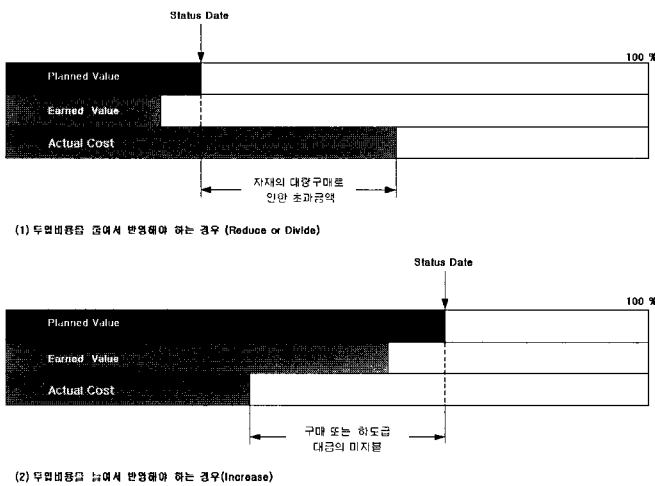 Status Date
100 %
Planned Value
Earned Value
Actual Cost
자재의 대량구매로
인한 초과금액
(1) 투입비용을 줄여서 반영해야 하는 경우 (Reduce or Divide)
Status Date
100 %
Planned Value
Earned Value
Actual Cost
구매 또는 하도급
대금의 미지불
(2) 투입비용을 늘여서 반영해야 하는 경우(Increase)